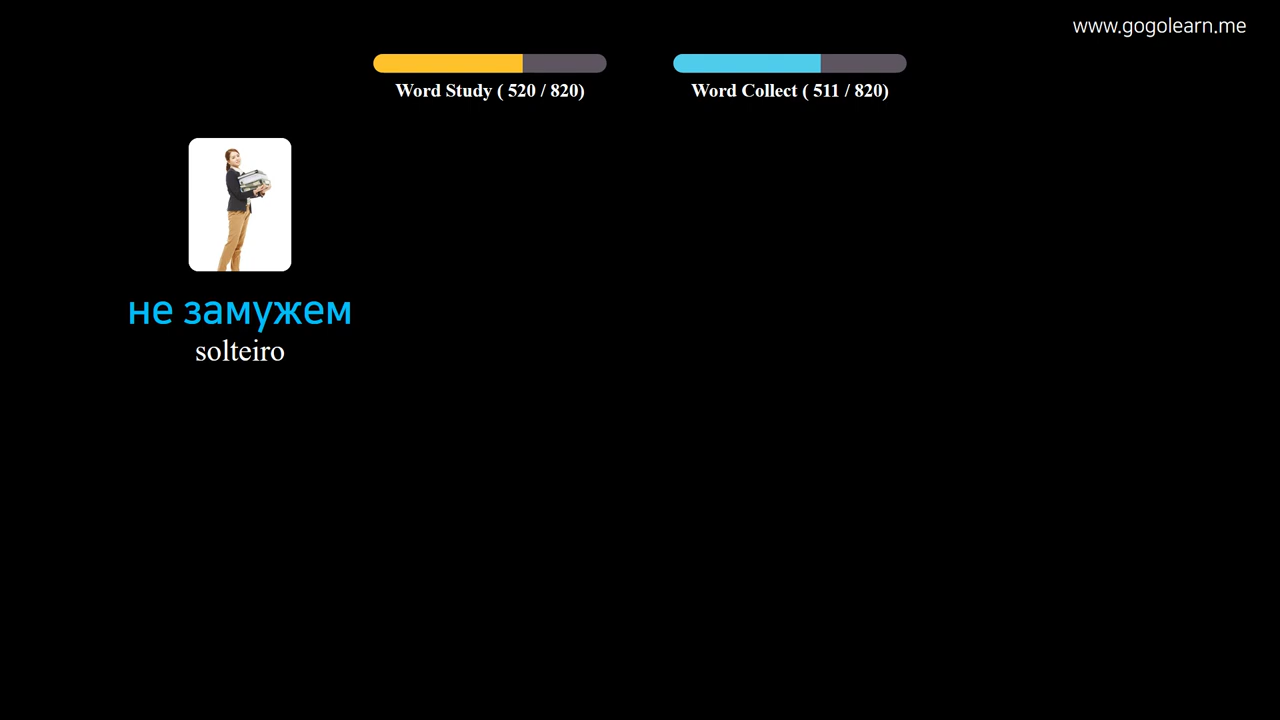 www.gogolearn.me
Word Study ( 520 / 820)
Word Collect ( 511 / 820)
не замужем
solteiro